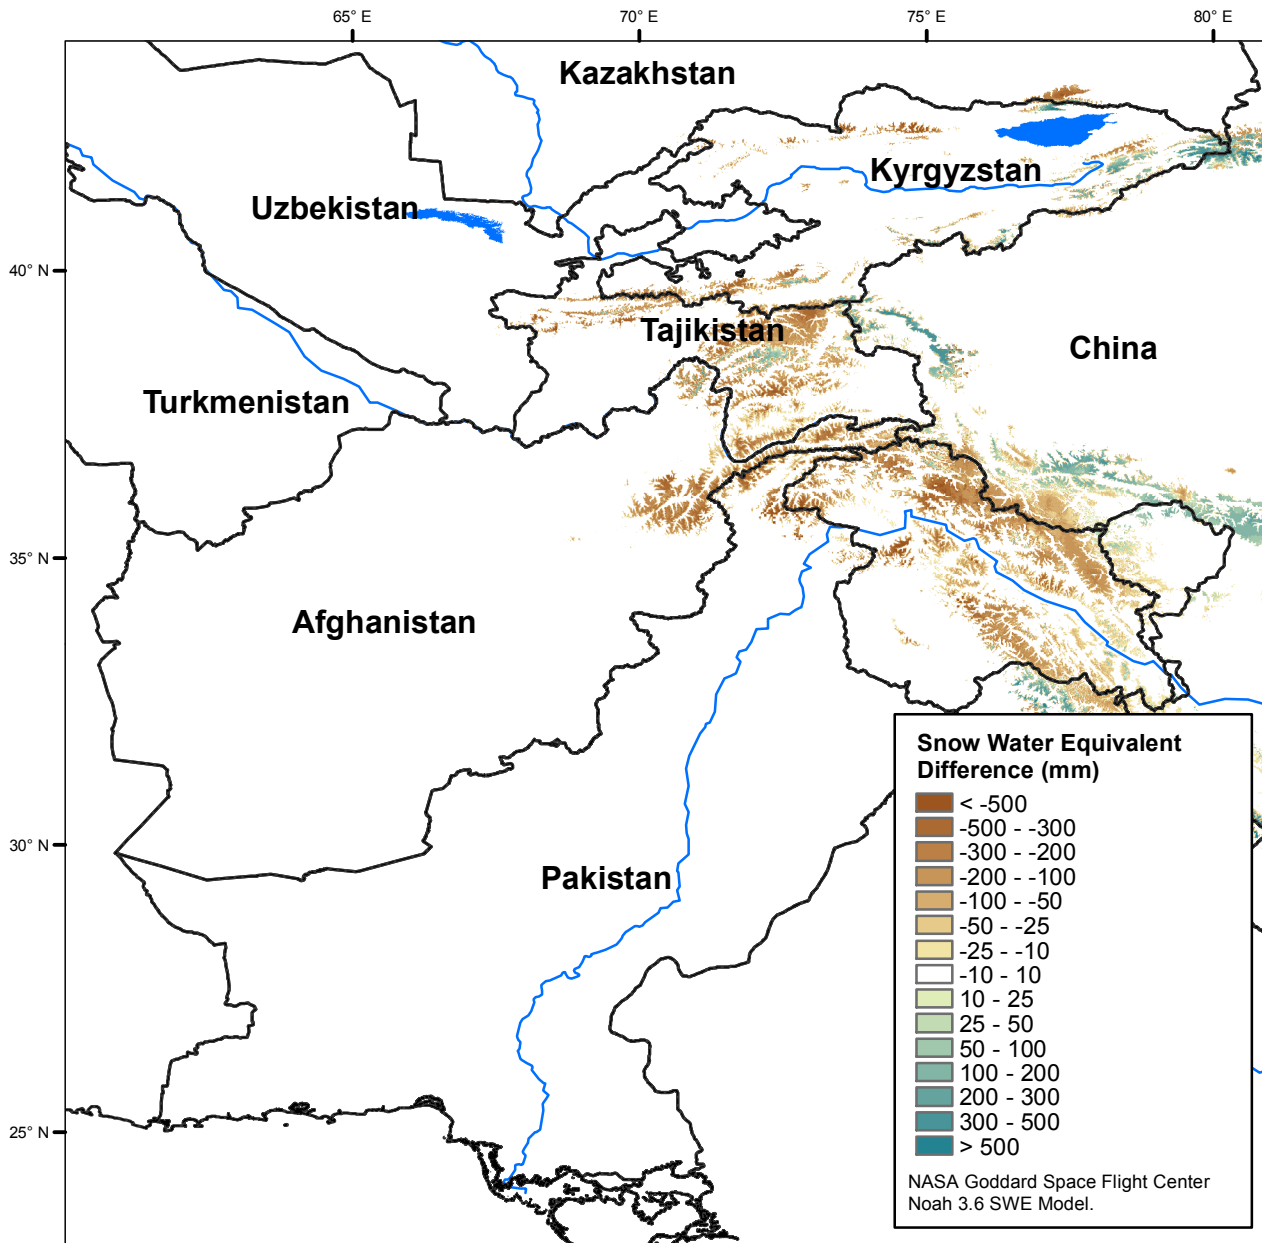 65° E
70° E
75° E
80° E
Kazakhstan
Kyrgyzstan
Uzbekistan
40° N
Tajikistan
China
Turkmenistan
35° N
Afghanistan
Snow Water Equivalent
Difference (mm)
< -500
-500 - -300
-300 - -200
-200 - -100
-100 - -50
-50 - -25
-25 - -10
-10 - 10
10 - 25
25 - 50
50 - 100
100 - 200
200 - 300
300 - 500
> 500
NASA Goddard Space Flight Center
Noah 3.6 SWE Model.
30° N
Pakistan
25° N